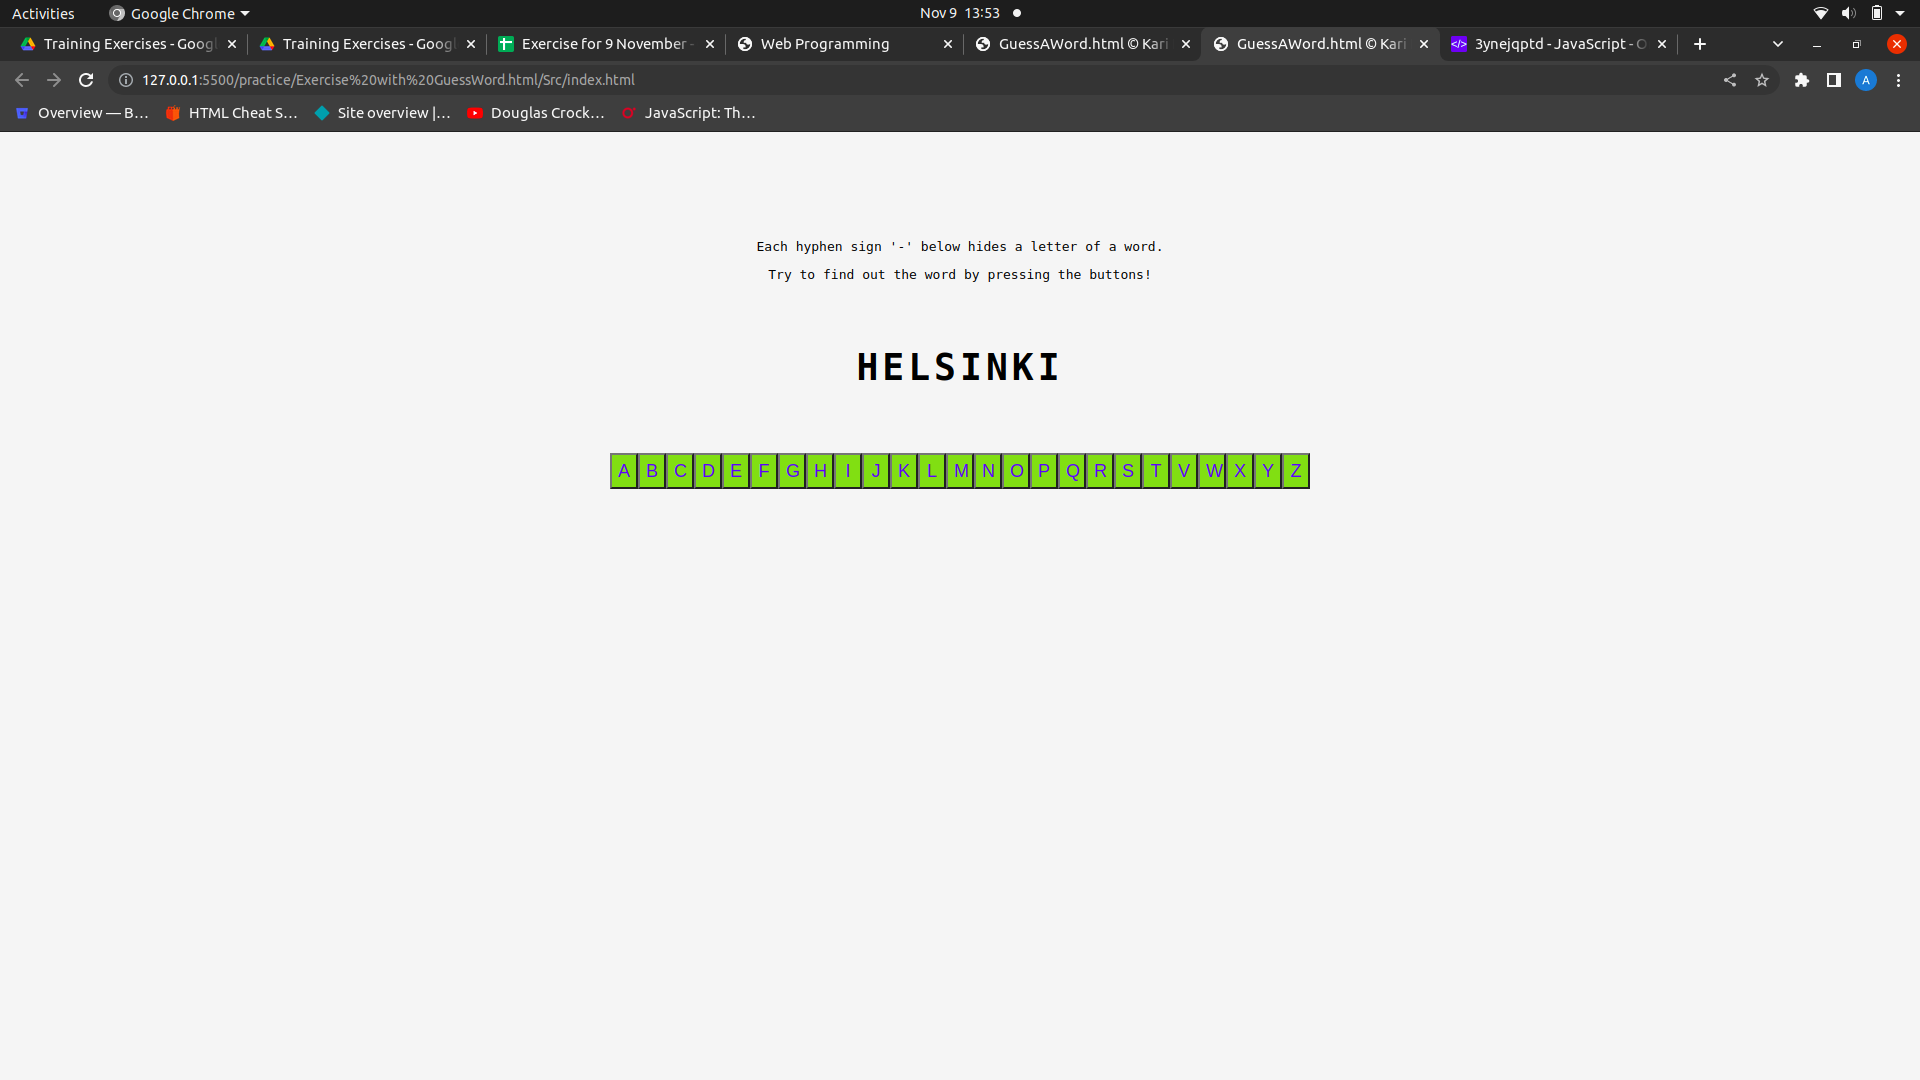 Activities Google Chrome Nov 9 13:53
Training Exercises - Googl Training Exercises - Googl Exercise for 9 November - Web Programming GuessAWord.html © Kari GuessAWord.html © Kari 3ynejqptd - JavaScript - O
127.0.0.1:5500/practice/Exercise%20with%20GuessWord.html/Src/index.html A
Overview — B… HTML Cheat S… Site overview |… Douglas Crock… JavaScript: Th…
Each hyphen sign '-' below hides a letter of a word.
Try to find out the word by pressing the buttons!
HELSINKI
A B C D E F G H I J K L M N O P Q R S T V W X Y Z